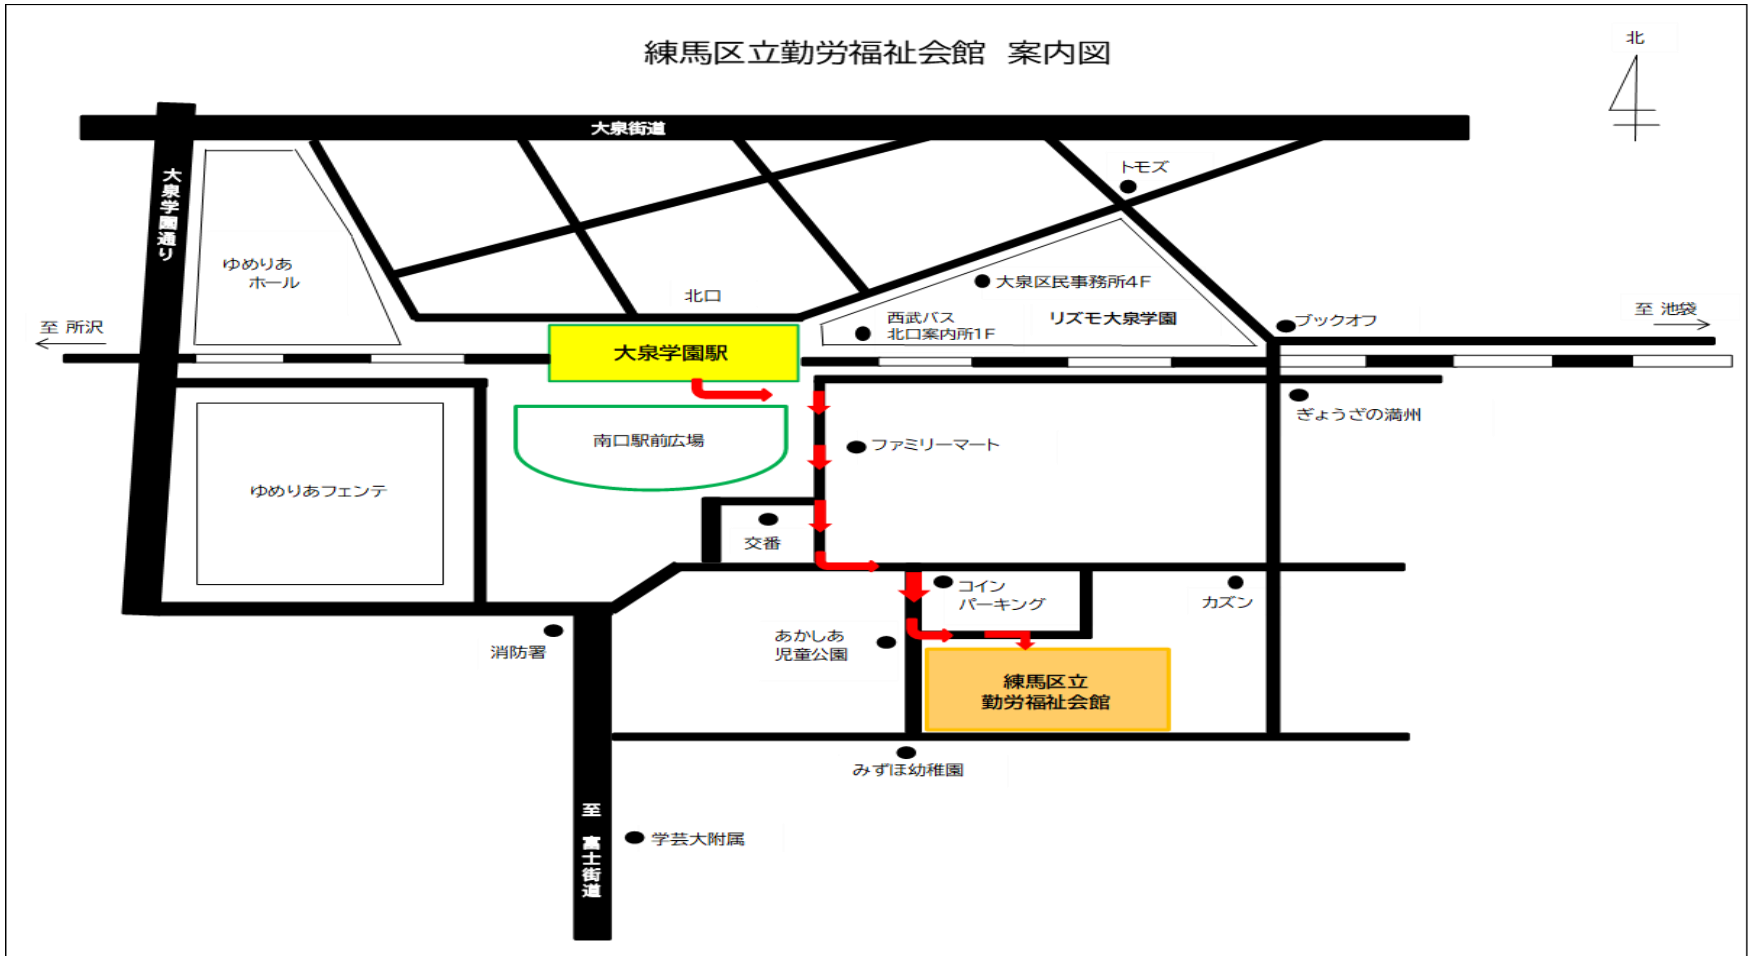 練馬区立勤労福祉会館 案内図
北
大泉街道
大泉学園通り
トモズ
ゆめりあ
ホール
大泉区民事務所4F
北口
西武バス
北口案内所1F
リズモ大泉学園
至 池袋
ブックオフ
至 所沢
大泉学園駅
ぎょうざの満州
南口駅前広場
ファミリーマート
ゆめりあフェンテ
交番
コイン
パーキング
カズン
あかしあ
児童公園
消防署
練馬区立
勤労福祉会館
みずほ幼稚園
至 富士街道
学芸大附属